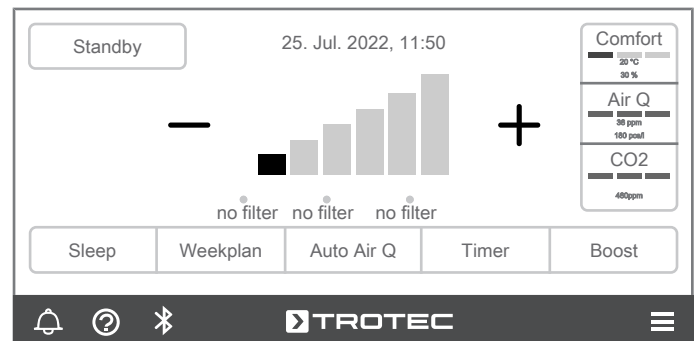 Standby
25. Jul. 2022, 11:50
Comfort
20 °C
30 %
Air Q
36 ppm
180 pcs/l
CO2
460ppm
no filter no filter no filter
Sleep Weekplan Auto Air Q Timer Boost
TROTEC